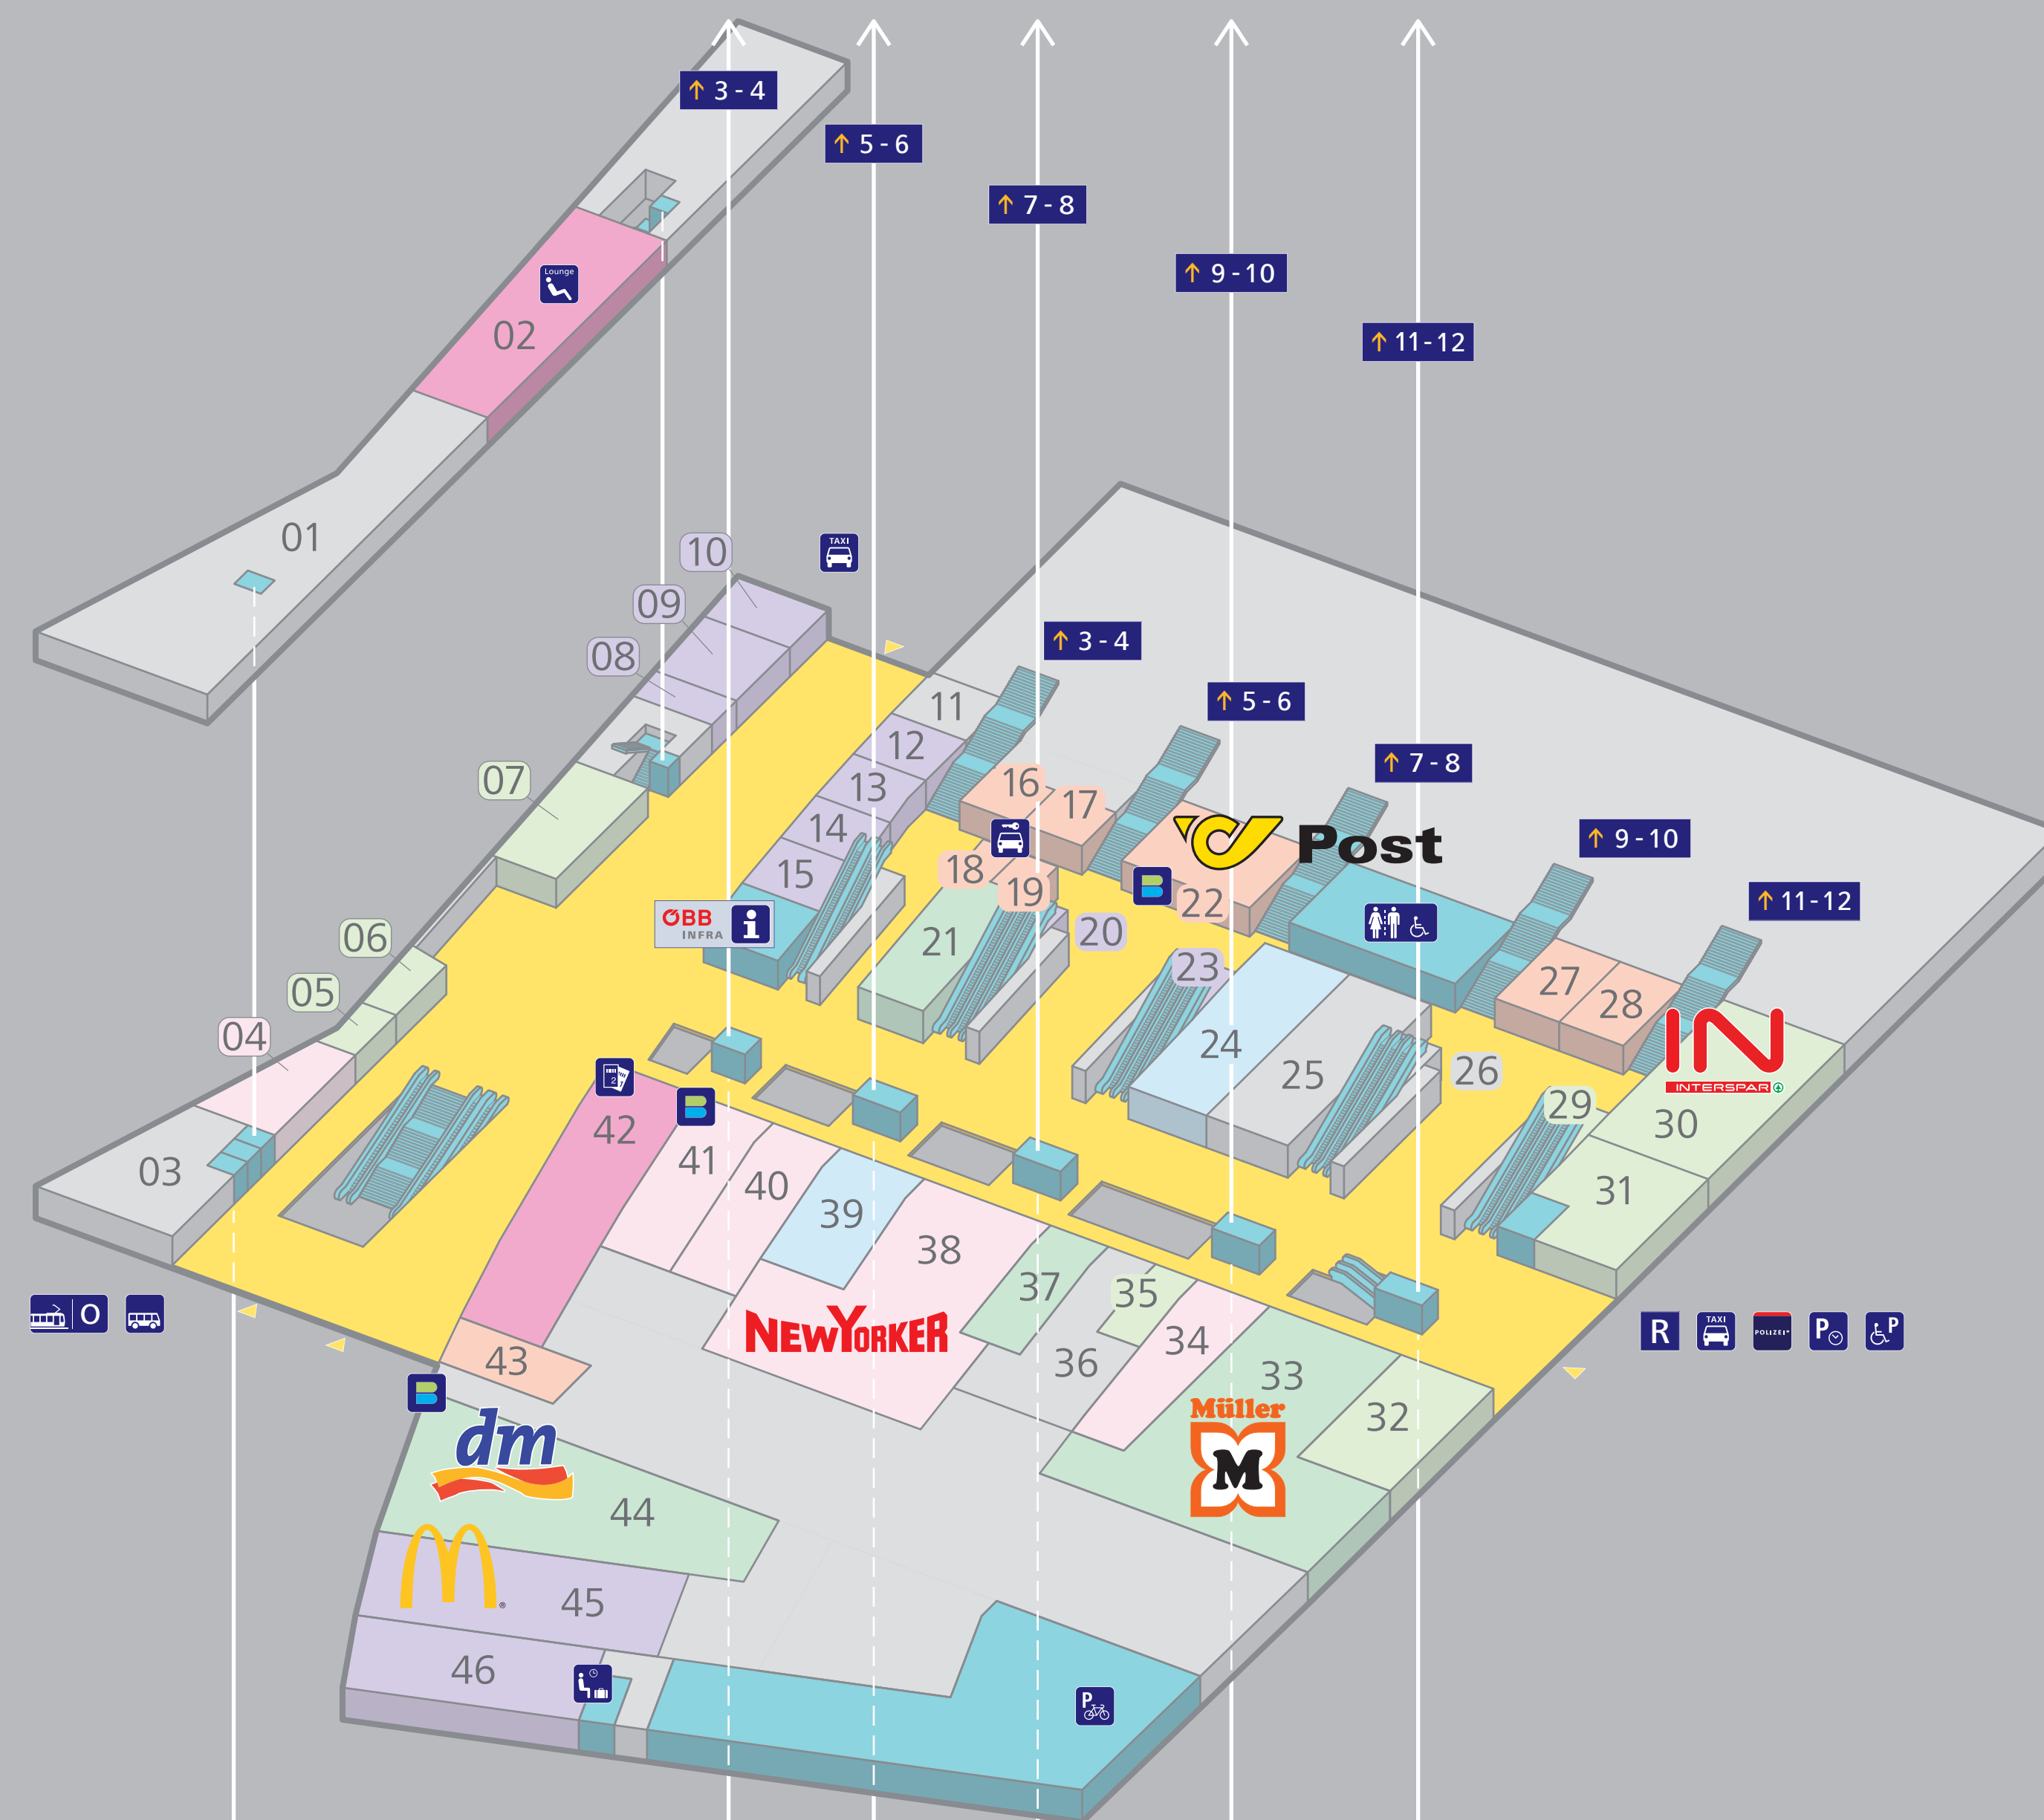 3 - 4
5 - 6
7 - 8
9 - 10
11 - 12
Lounge
02
01
10
TAXI
09
08
07
3 - 4
5 - 6
7 - 8
9 - 10
11 - 12
11
12
13
14
15
16
17
18
19
20
21
Post
B
22
ÖBB
INFRA
i
23
24
25
26
27
28
IN
INTERSPAR
29
30
31
06
05
04
03
2
42
B
41
40
39
38
NEWYORKER
37
35
36
34
33
32
Müller
M
O
R
TAXI
POLIZEI
P
P
43
B
dm
44
M
®
45
46
P